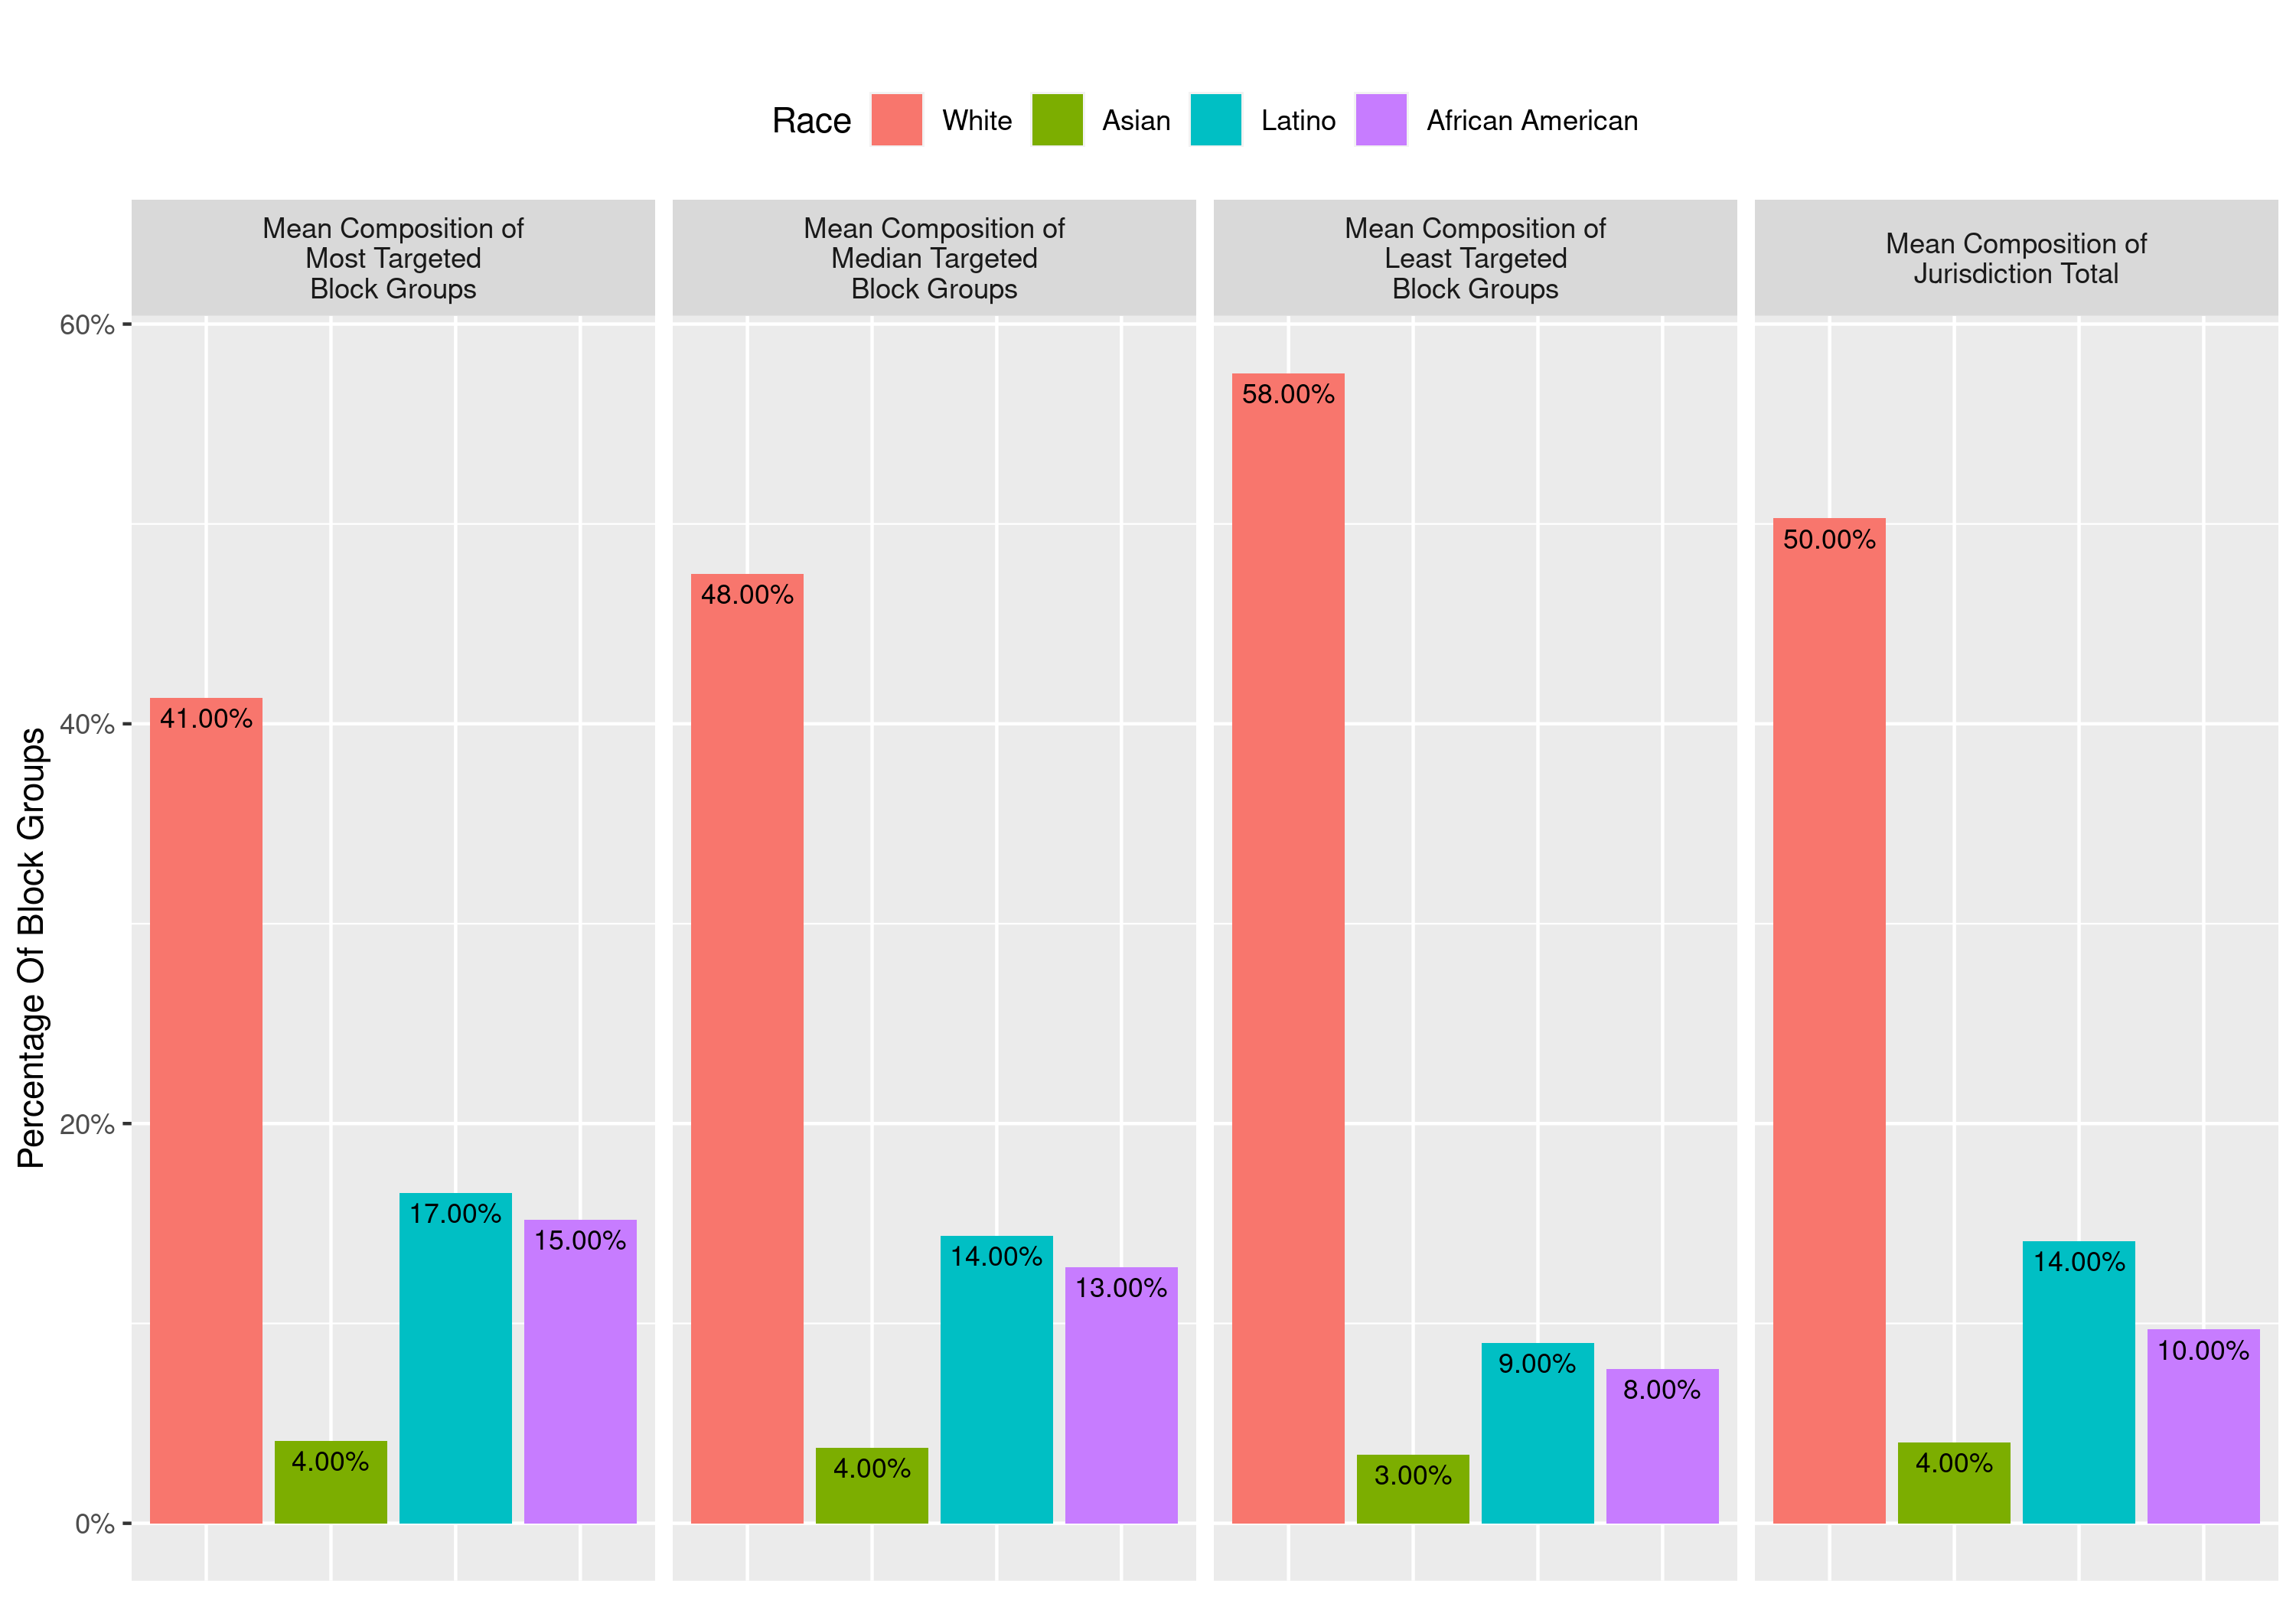 Race White Asian Latino African American
Mean Composition of
Most Targeted
Block Groups
Mean Composition of
Median Targeted
Block Groups
Mean Composition of
Least Targeted
Block Groups
Mean Composition of
Jurisdiction Total
Percentage Of Block Groups
60%
40%
20%
0%
41.00%
4.00%
17.00%
15.00%
48.00%
4.00%
14.00%
13.00%
58.00%
3.00%
9.00%
8.00%
50.00%
4.00%
14.00%
10.00%